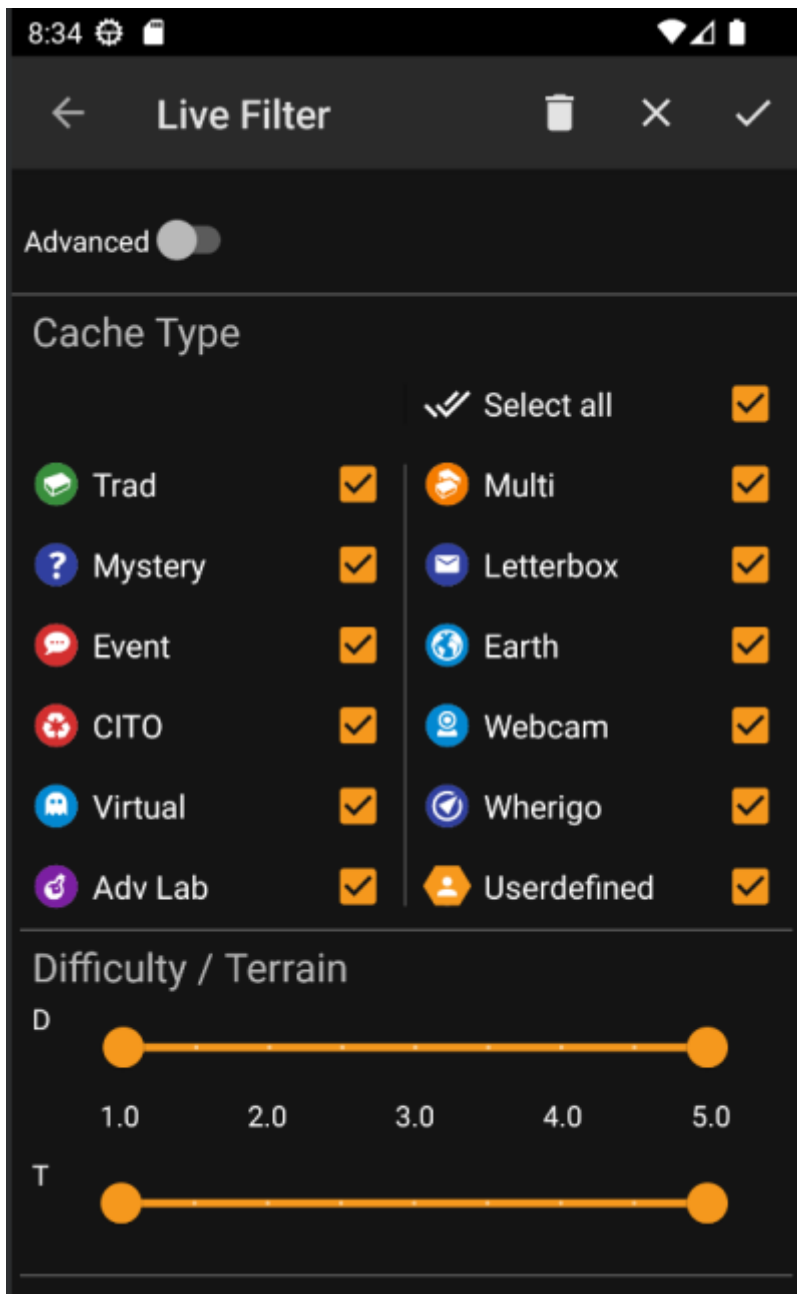 8:34
Live Filter
Advanced
Cache Type
Select all
Trad Multi
? Mystery Letterbox
Event Earth
CITO Webcam
Virtual Wherigo
Adv Lab Userdefined
Difficulty / Terrain
D
1.0 2.0 3.0 4.0 5.0
T